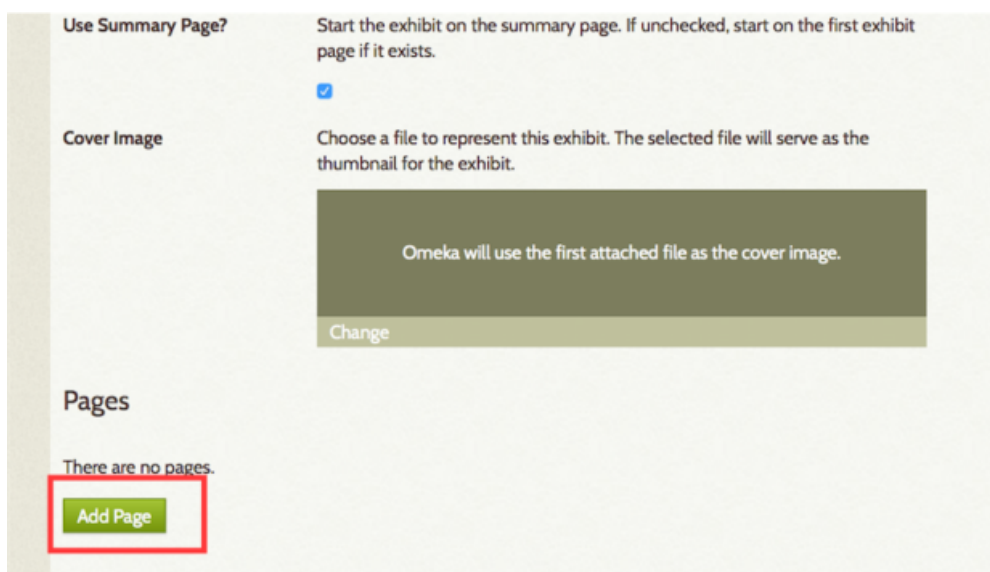 Use Summary Page?
Start the exhibit on the summary page. If unchecked, start on the first exhibit
page if it exists.
Cover Image
Choose a file to represent this exhibit. The selected file will serve as the
thumbnail for the exhibit.
Omeka will use the first attached file as the cover image.
Change
Pages
There are no pages.
Add Page